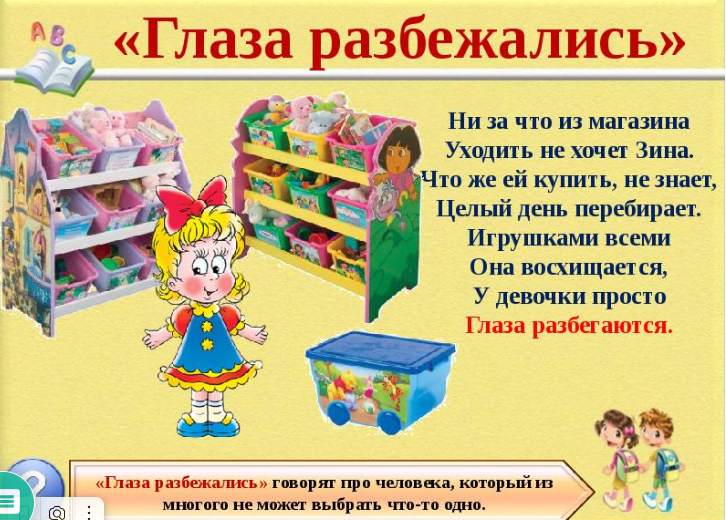 «Глаза разбежались»
A B C
Ни за что из магазина
Уходить не хочет Зина.
Что же ей купить, не знает,
Целый день перебирает.
Игрушками всеми
Она восхищается,
У девочки просто
Глаза разбегаются.
«Глаза разбежались» говорят про человека, который из
многого не может выбрать что-то одно.